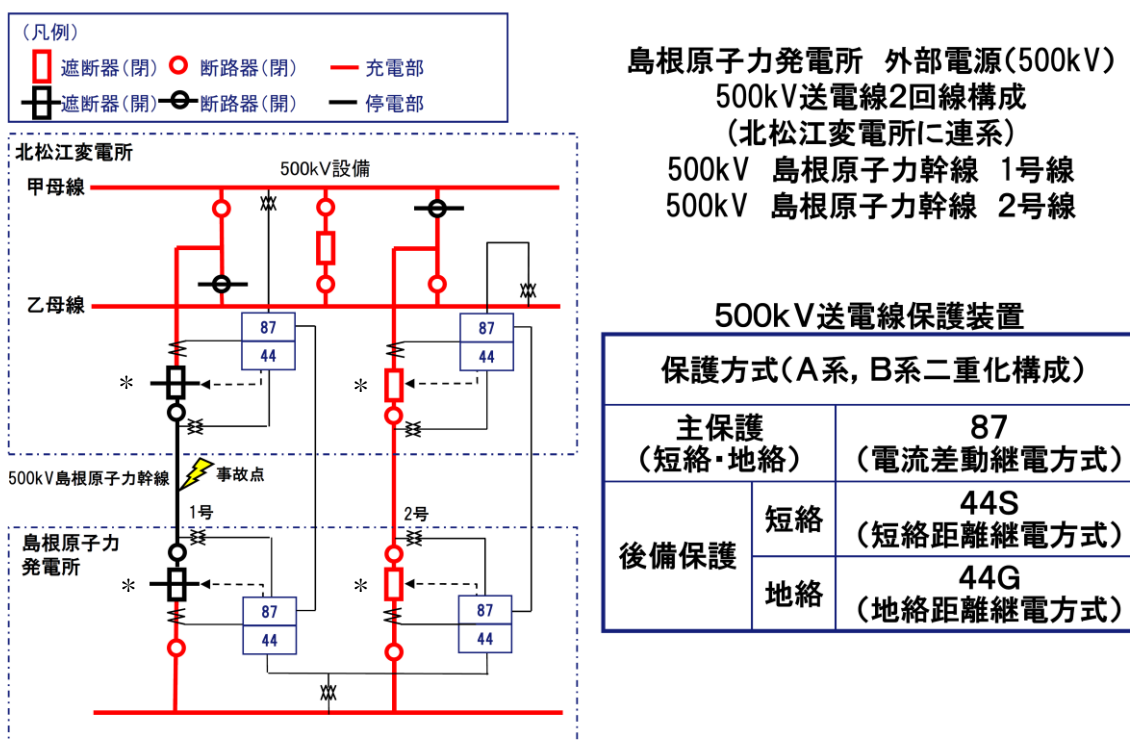 (凡例)
遮断器(閉) 断路器(閉) 充電部
遮断器(開) 断路器(開) 停電部
北松江変電所
500kV設備
甲母線
乙母線
87
44
87
44
*
*
500kV島根原子力幹線
事故点
1号
2号
島根原子力
発電所
*
*
87
44
87
44
島根原子力発電所 外部電源(500kV)
500kV送電線2回線構成
(北松江変電所に連系)
500kV 島根原子力幹線 1号線
500kV 島根原子力幹線 2号線
500kV送電線保護装置
保護方式(A系,B系二重化構成)
主保護
(短絡・地絡)
87
(電流差動継電方式)
後備保護
短絡
44S
(短絡距離継電方式)
地絡
44G
(地絡距離継電方式)